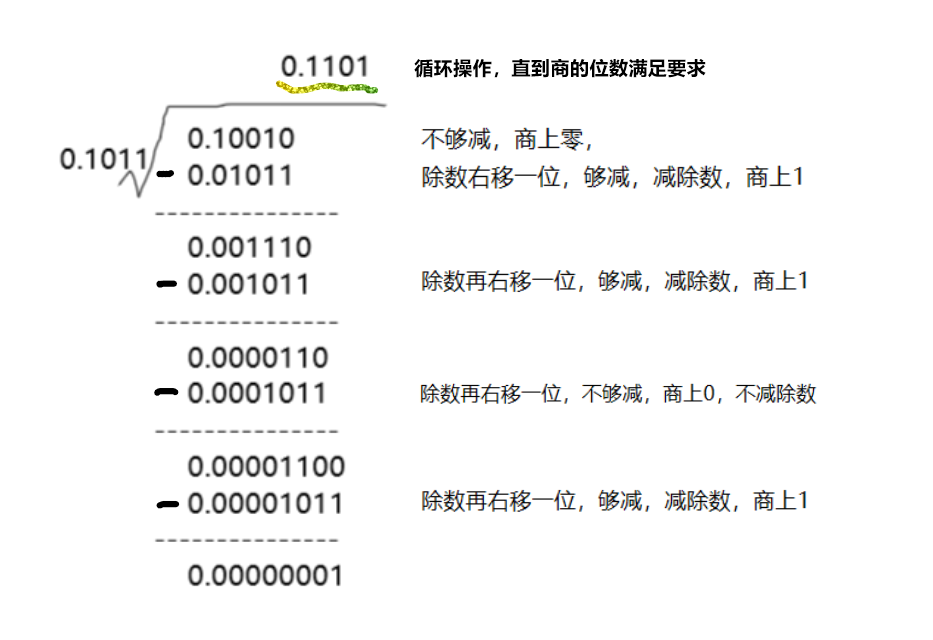 0.1101 循环操作，直到商的位数满足要求
0.1011
0.10010 不够减，商上零，
- 0.01011 除数右移一位，够减，减除数，商上1
---------------
0.001110
- 0.001011 除数再右移一位，够减，减除数，商上1
---------------
0.0000110
- 0.0001011 除数再右移一位，不够减，商上0，不减除数
---------------
0.00001100
- 0.00001011 除数再右移一位，够减，减除数，商上1
---------------
0.00000001